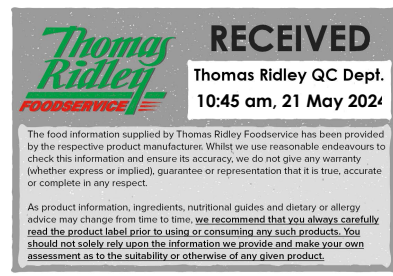 Thomas
Ridley
FOODSERVICE
RECEIVED
Thomas Ridley QC Dept.
10:45 am, 21 May 2024
The food information supplied by Thomas Ridley Foodservice has been provided
by the respective product manufacturer. Whilst we use reasonable endeavours to
check this information and ensure its accuracy, we do not give any warranty
(whether express or implied), guarantee or representation that it is true, accurate
or complete in any respect.
As product information, ingredients, nutritional guides and dietary or allergy
advice may change from time to time, we recommend that you always carefully
read the product label prior to using or consuming any such products. You
should not solely rely upon the information we provide and make your own
assessment as to the suitability or otherwise of any given product.